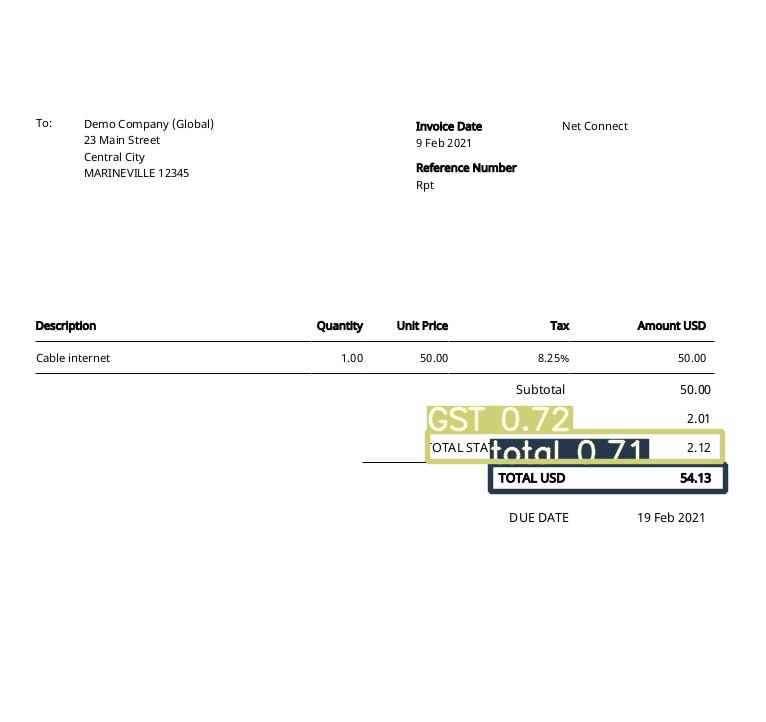 To:
Demo Company (Global)
23 Main Street
Central City
MARINEVILLE 12345
Invoice Date
9 Feb 2021
Reference Number
Rpt
Net Connect
Description Quantity Unit Price Tax Amount USD
Cable internet 1.00 50.00 8.25% 50.00
Subtotal 50.00
GST 0.72 2.01
total 0.71 2.12
TOTAL USD 54.13
DUE DATE 19 Feb 2021